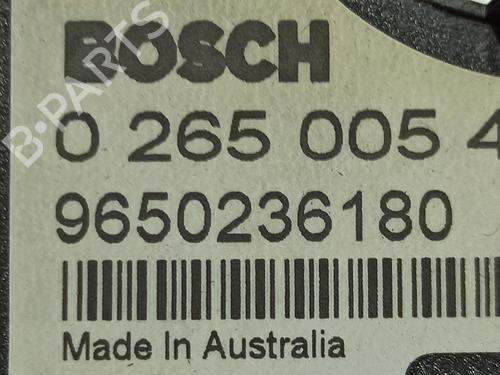 BOSCH
0 265 005 4
9650236180
Made In Australia
B-PARTS